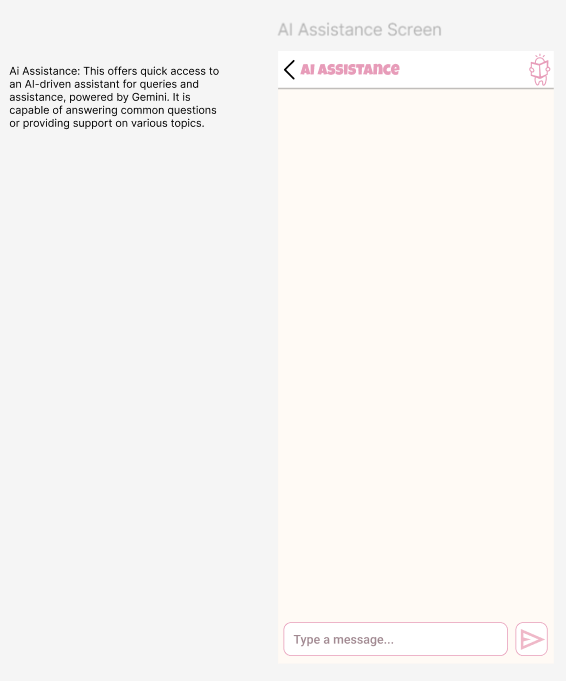 AI Assistance Screen
Ai Assistance: This offers quick access to
an AI-driven assistant for queries and
assistance, powered by Gemini. It is
capable of answering common questions
or providing support on various topics.
AI ASSISTANCE
Type a message...